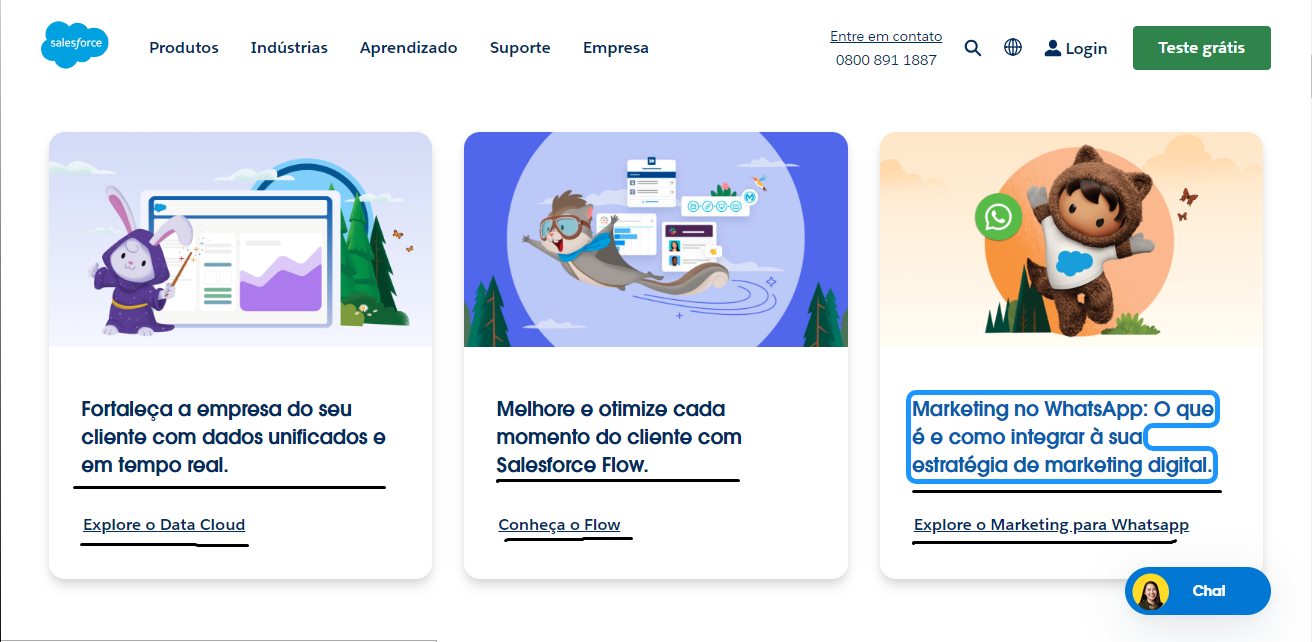 salesforce
Produtos Indústrias Aprendizado Suporte Empresa
Entre em contato
0800 891 1887
Login
Teste grátis
Fortaleça a empresa do seu
cliente com dados unificados e
em tempo real.
Explore o Data Cloud
Melhore e otimize cada
momento do cliente com
Salesforce Flow.
Conheça o Flow
Marketing no WhatsApp: O que
é e como integrar à sua
estratégia de marketing digital.
Explore o Marketing para Whatsapp
Chat